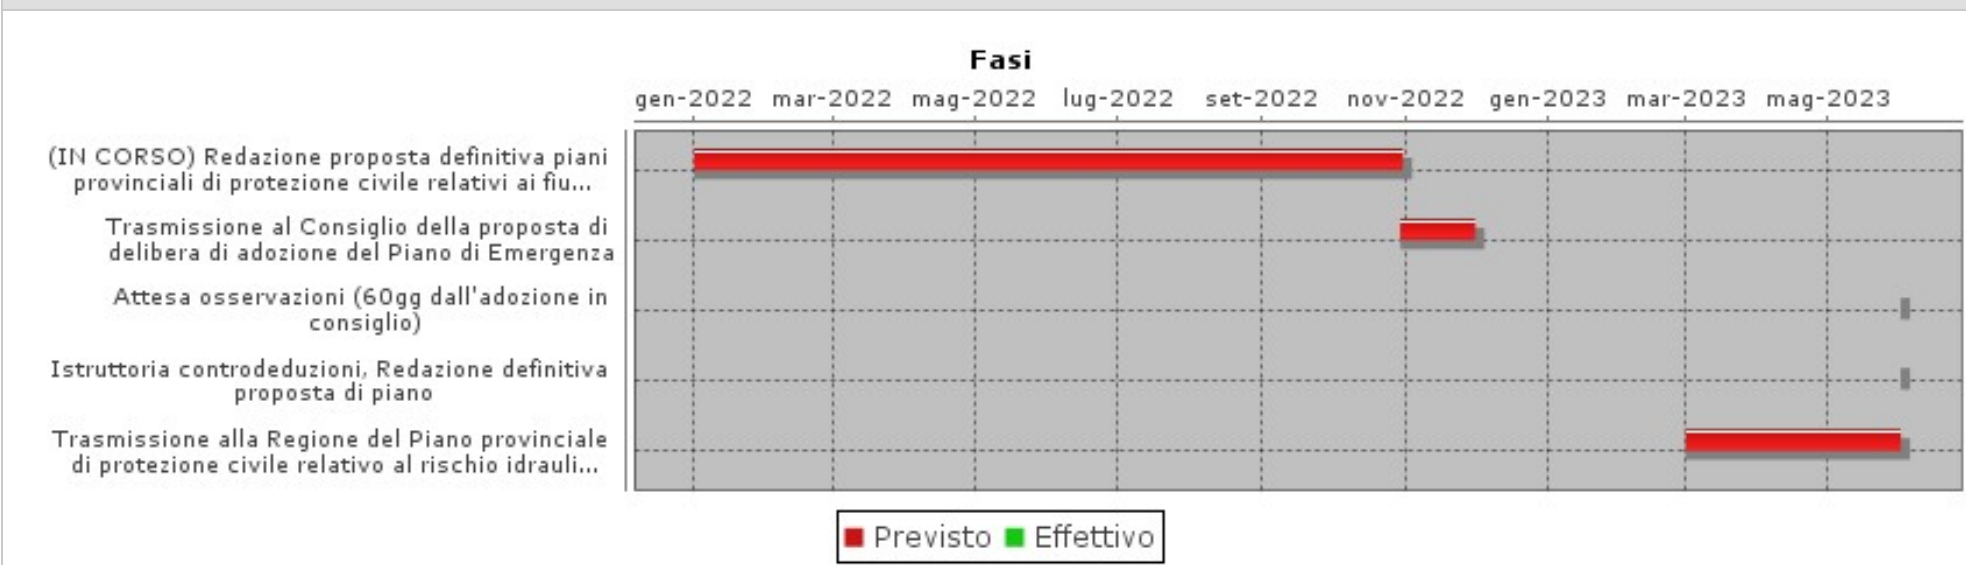 Fasi
gen-2022 mar-2022 mag-2022 lug-2022 set-2022 nov-2022 gen-2023 mar-2023 mag-2023
(IN CORSO) Redazione proposta definitiva piani
provinciali di protezione civile relativi ai fiu...
Trasmissione al Consiglio della proposta di
delibera di adozione del Piano di Emergenza
Attesa osservazioni (60gg dall'adozione in
consiglio)
Istruttoria controdeduzioni, Redazione definitiva
proposta di piano
Trasmissione alla Regione del Piano provinciale
di protezione civile relativo al rischio idrauli...
Previsto Effettivo